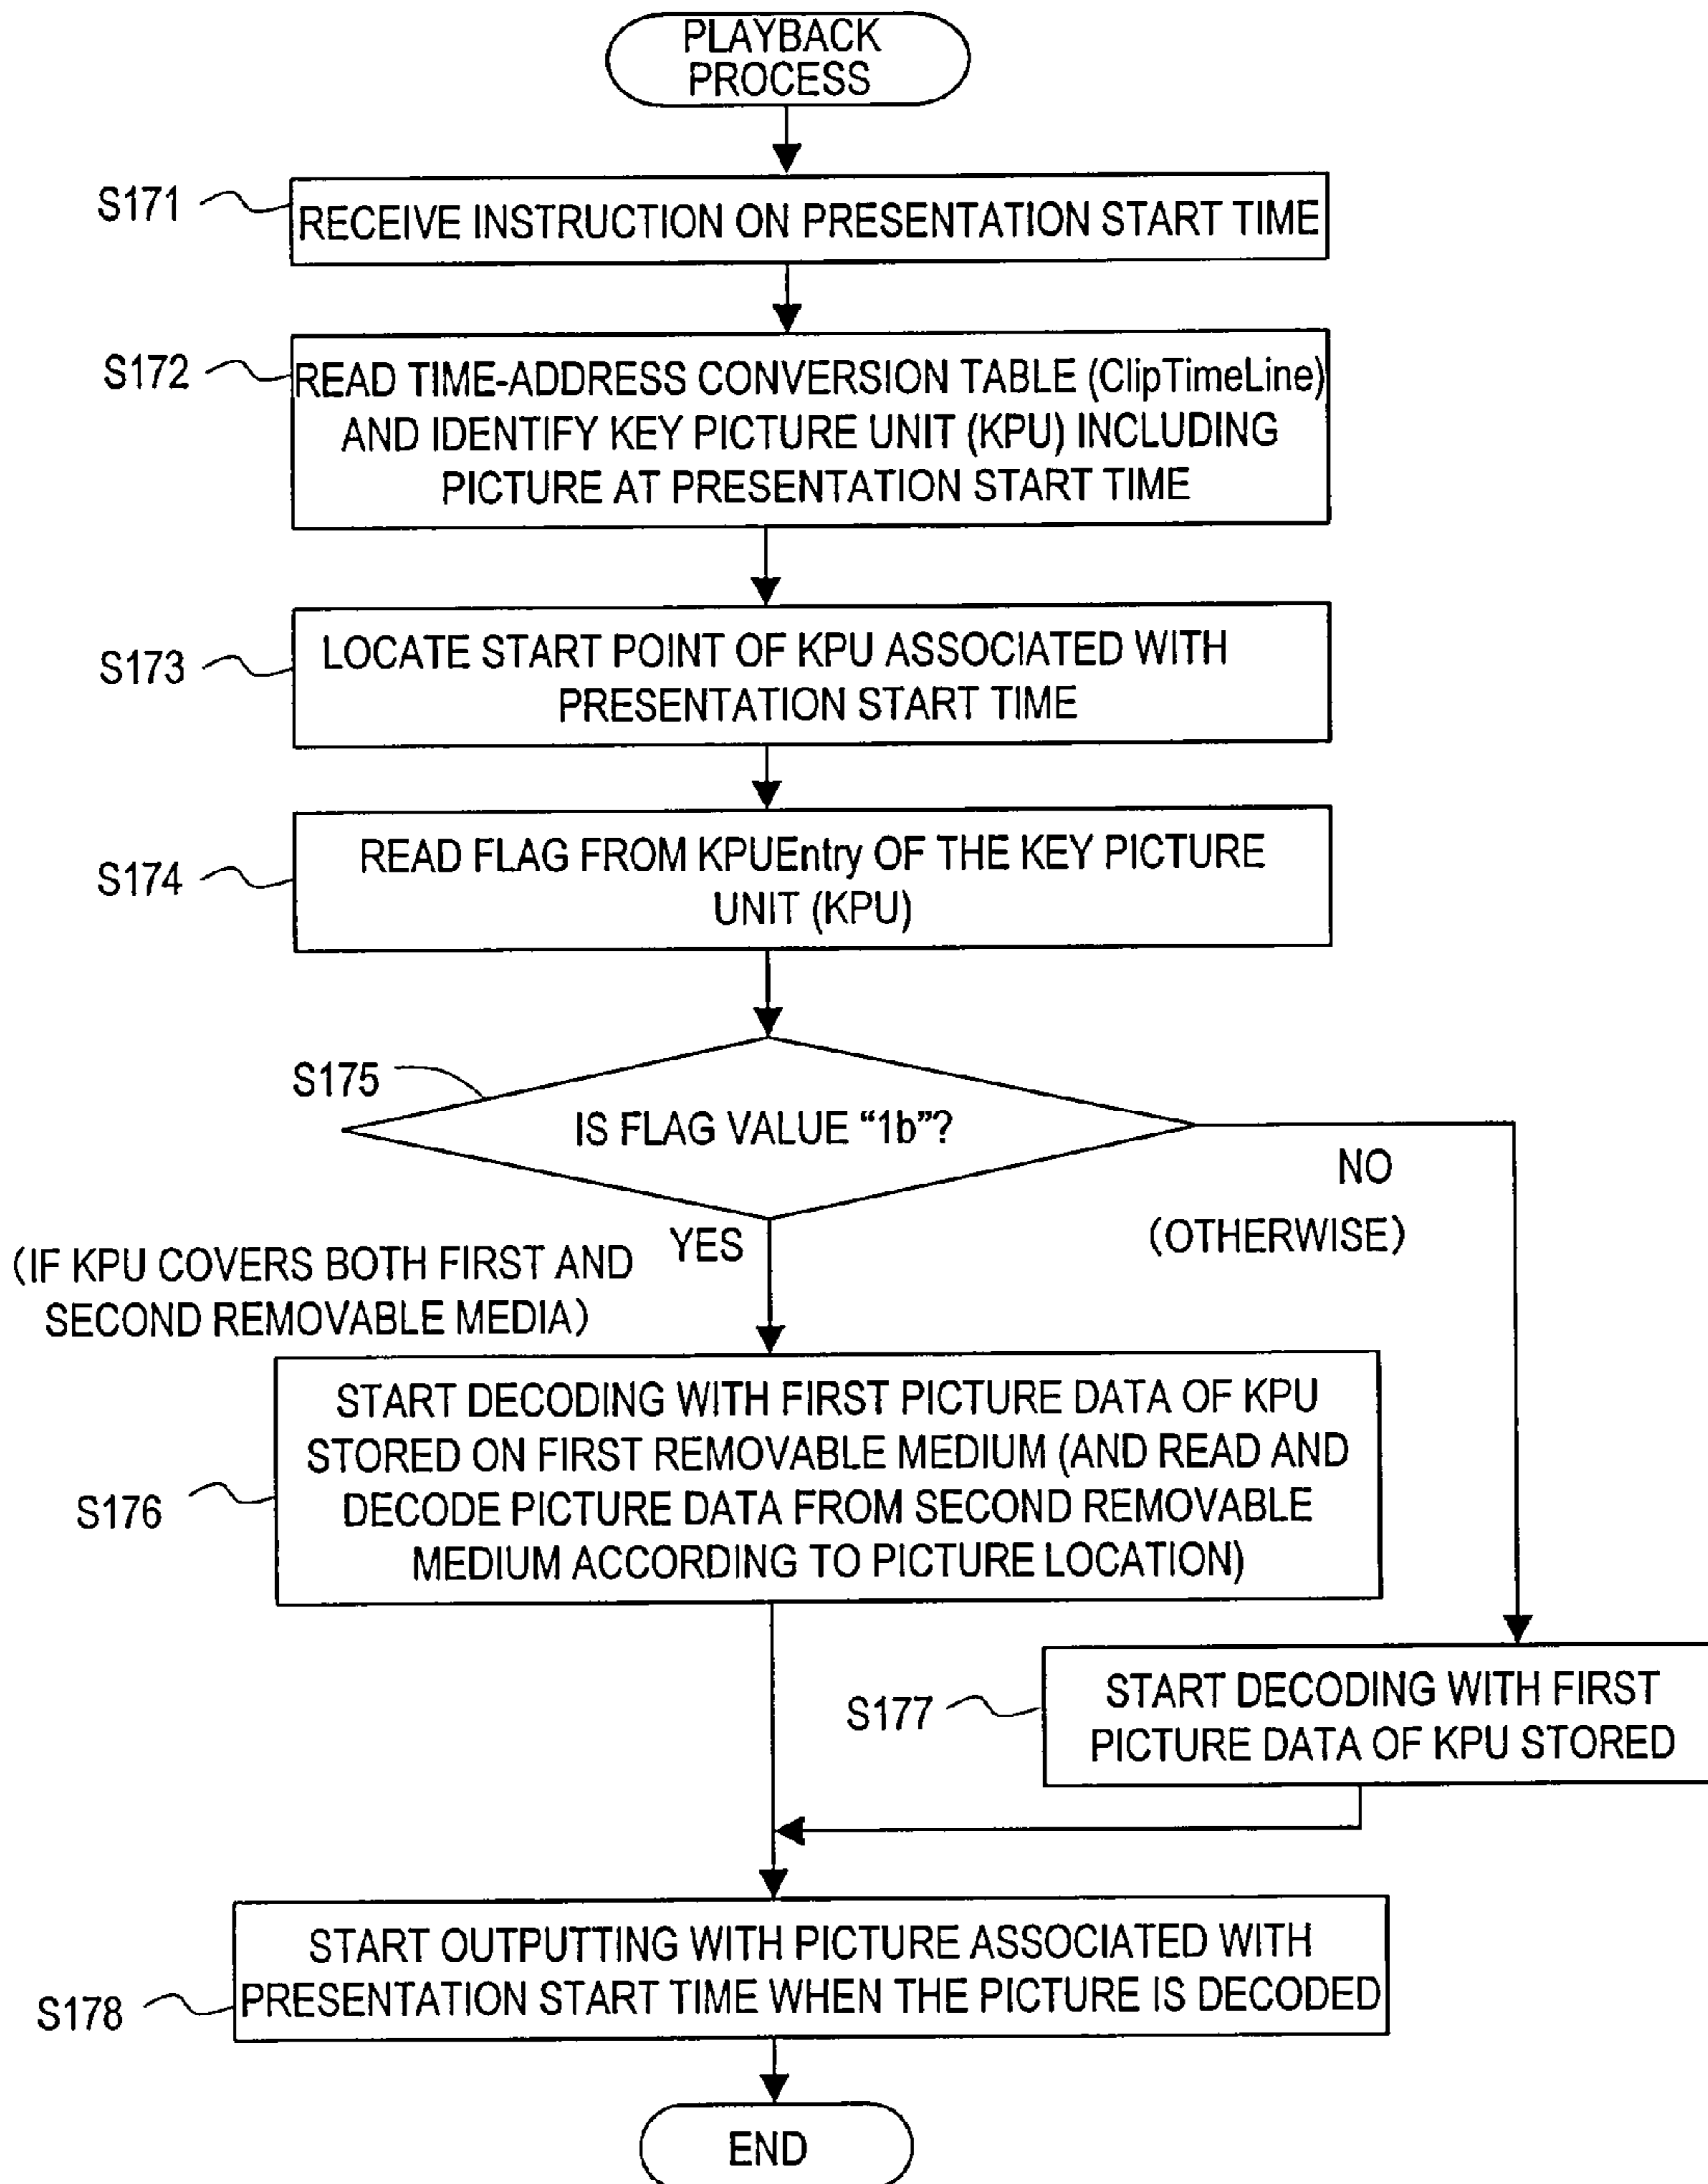 PLAYBACK
PROCESS
S171
RECEIVE INSTRUCTION ON PRESENTATION START TIME
S172
READ TIME-ADDRESS CONVERSION TABLE (ClipTimeLine)
AND IDENTIFY KEY PICTURE UNIT (KPU) INCLUDING
PICTURE AT PRESENTATION START TIME
S173
LOCATE START POINT OF KPU ASSOCIATED WITH
PRESENTATION START TIME
S174
READ FLAG FROM KPUEntry OF THE KEY PICTURE
UNIT (KPU)
S175
IS FLAG VALUE “1b”?
NO
(OTHERWISE)
YES
(IF KPU COVERS BOTH FIRST AND
SECOND REMOVABLE MEDIA)
S176
START DECODING WITH FIRST PICTURE DATA OF KPU
STORED ON FIRST REMOVABLE MEDIUM (AND READ AND
DECODE PICTURE DATA FROM SECOND REMOVABLE
MEDIUM ACCORDING TO PICTURE LOCATION)
S177
START DECODING WITH FIRST
PICTURE DATA OF KPU STORED
S178
START OUTPUTTING WITH PICTURE ASSOCIATED WITH
PRESENTATION START TIME WHEN THE PICTURE IS DECODED
END